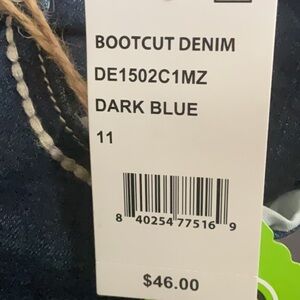 BOOTCUT DENIM
DE1502C1MZ
DARK BLUE
11
8 40254 77516 9
$46.00